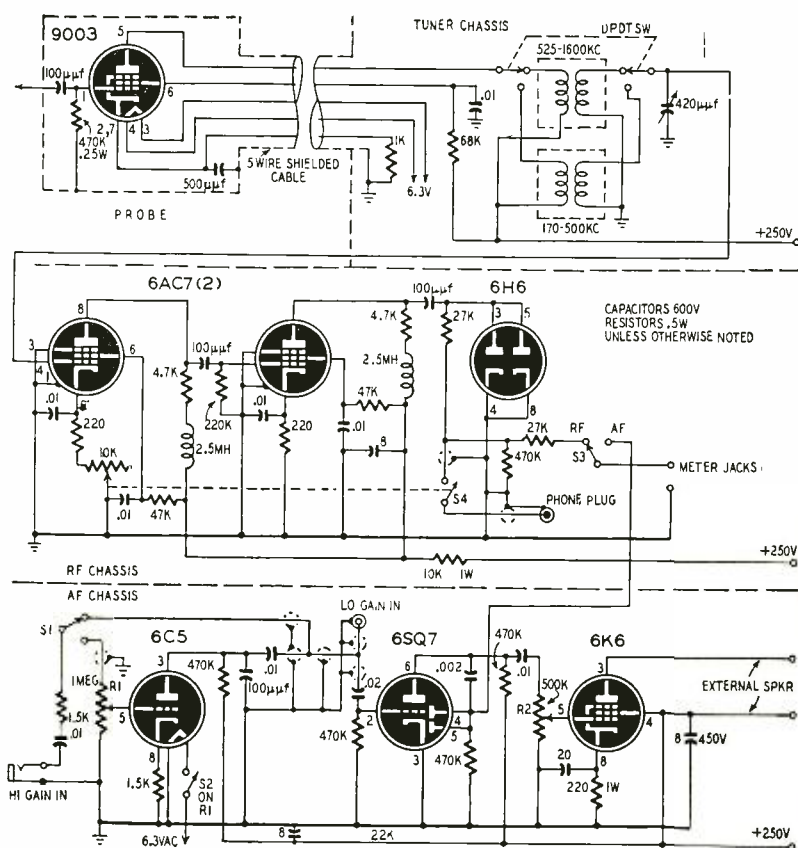 9003
5
100µµf
6
2,7
4
3
470K
.25W
500µµf
5 WIRE SHIELDED
CABLE
PROBE
TUNER CHASSIS
DPDT SW
525-1600KC
.01
420µµf
68K
1K
6.3V
170-500KC
+250V
6AC7(2)
8
3
4
1
6
5
.01
220
10K
.01
47K
4.7K
2.5MH
100µµf
220K
.01
220
.01
47K
8
4.7K
2.5MH
100µµf
27K
6H6
3
5
4
8
CAPACITORS 600V
RESISTORS .5W
UNLESS OTHERWISE NOTED
27K
RF
AF
S3
470K
METER JACKS
S4
PHONE PLUG
+250V
10K
1W
RF CHASSIS
AF CHASSIS
S1
1MEG
R1
1.5K
.01
HI GAIN IN
6C5
3
5
8
1.5K
S2
ON
R1
6.3VAC
470K
100µµf
.01
LO GAIN IN
.02
470K
6SQ7
6
2
4
5
3
.002
470K
470K
.01
500K
R2
6K6
3
5
4
8
20
220
1W
EXTERNAL SPKR
8
450V
8
22K
+250V